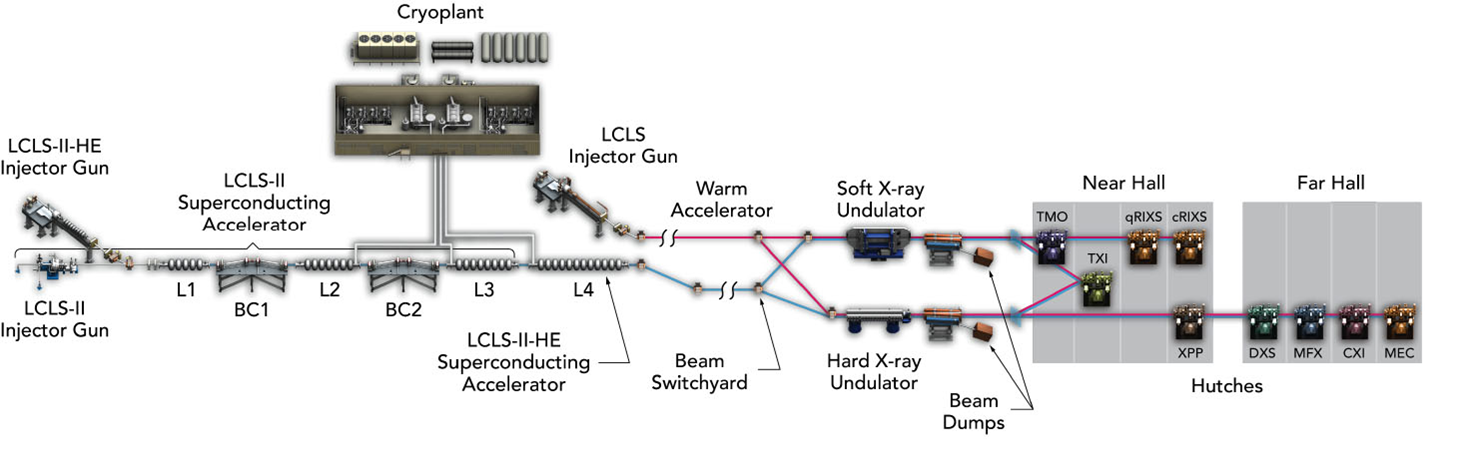 Cryoplant
LCLS-II-HE
Injector Gun
LCLS-II
Superconducting
Accelerator
LCLS
Injector Gun
Warm
Accelerator
Soft X-ray
Undulator
Near Hall
Far Hall
TMO
qRIXS
cRIXS
TXI
L1
BC1
L2
BC2
L3
L4
LCLS-II
Injector Gun
LCLS-II-HE
Superconducting
Accelerator
Beam
Switchyard
Hard X-ray
Undulator
Beam
Dumps
XPP
DXS
MFX
CXI
MEC
Hutches